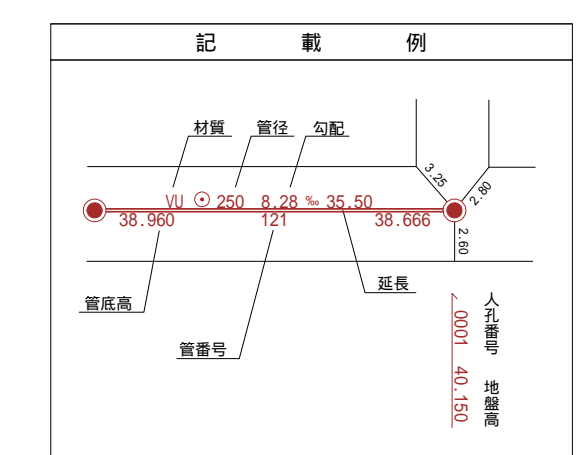 記載例
材質 管径 勾配
3.25
2.80
VU ⊙ 250 8.28 ‰ 35.50
38.960 121 38.666
2.60
延長
管底高
管番号
人孔番号 地盤高
0001 40.150